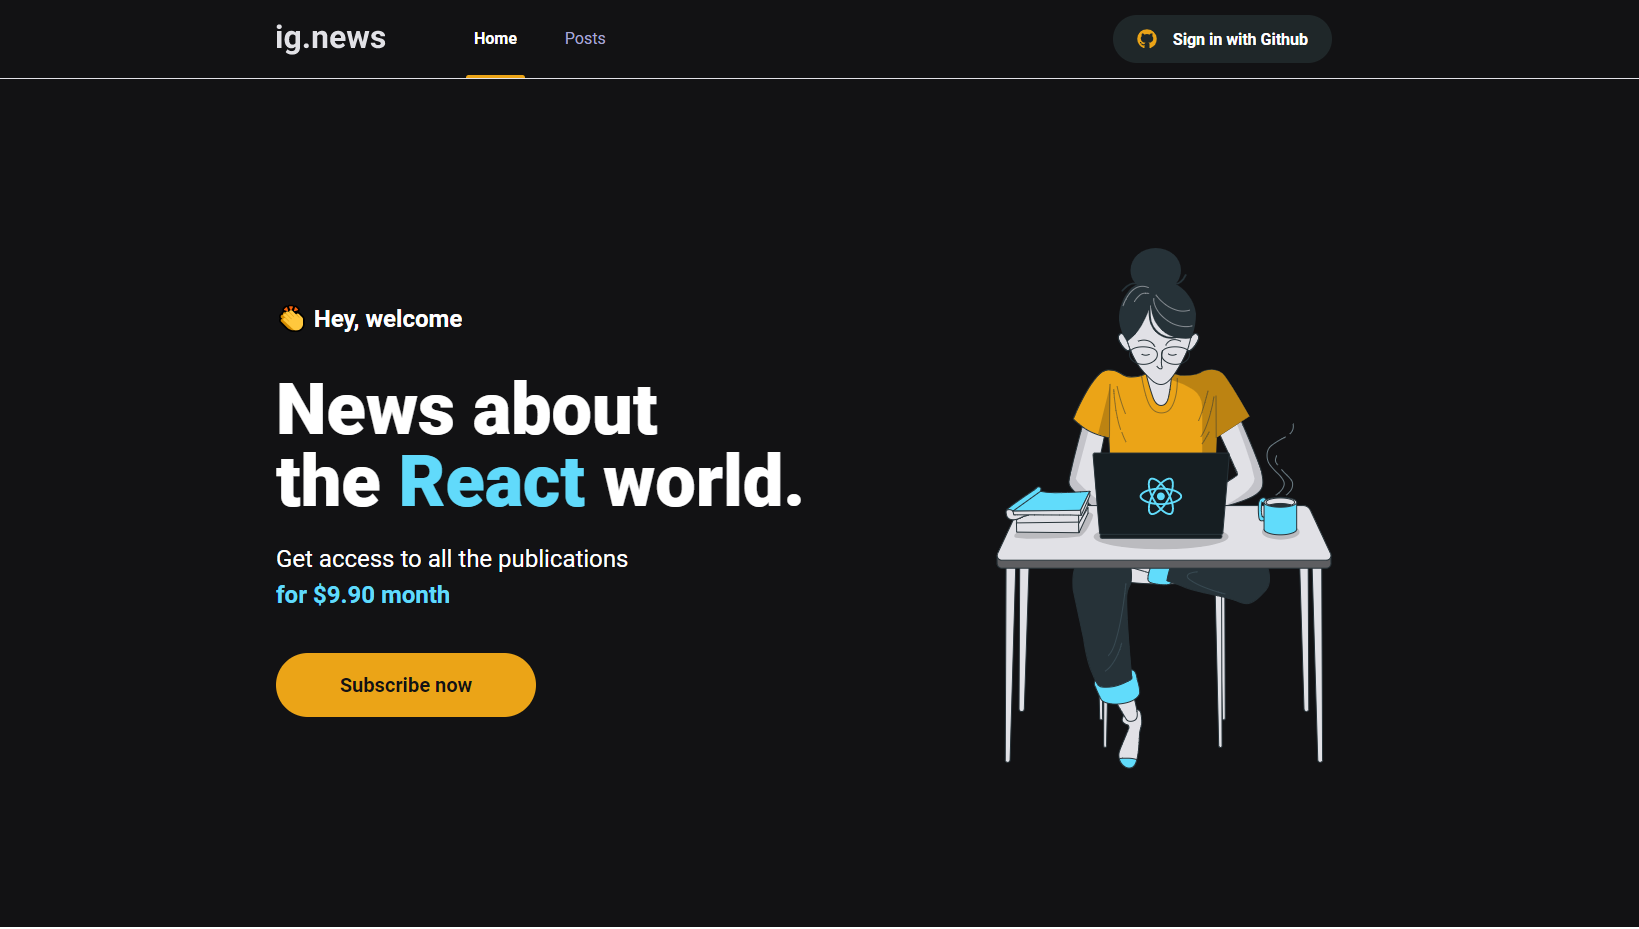 ig.news
Home
Posts
Sign in with Github
👏 Hey, welcome
News about
the React world.
Get access to all the publications
for $9.90 month
Subscribe now